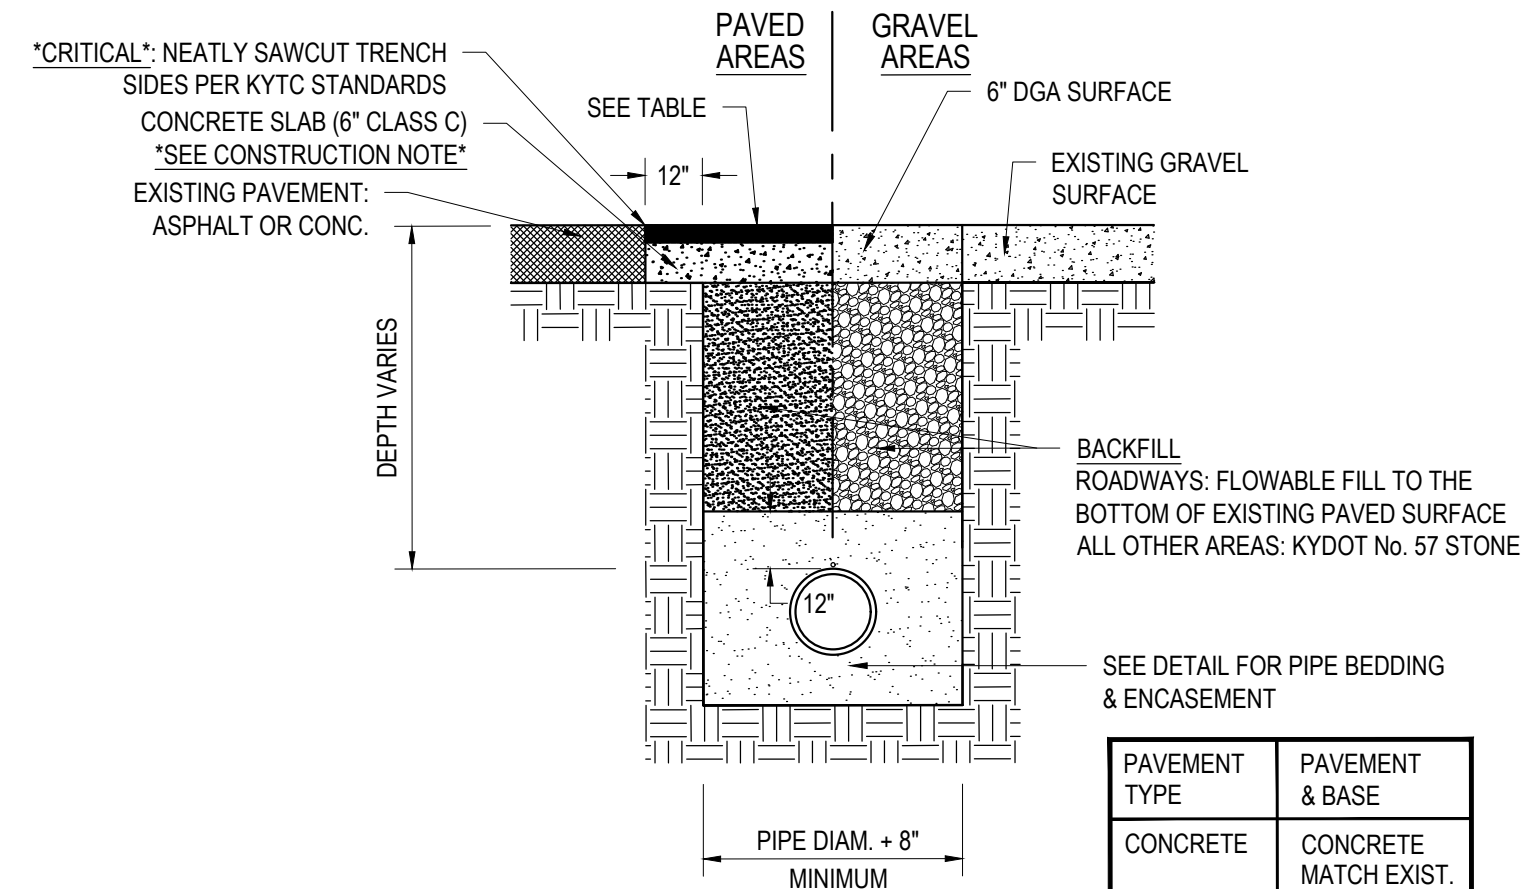 PAVED
AREAS
GRAVEL
AREAS
*CRITICAL*: NEATLY SAWCUT TRENCH
SIDES PER KYTC STANDARDS
CONCRETE SLAB (6" CLASS C)
*SEE CONSTRUCTION NOTE*
EXISTING PAVEMENT:
ASPHALT OR CONC.
SEE TABLE
12"
6" DGA SURFACE
EXISTING GRAVEL
SURFACE
DEPTH VARIES
BACKFILL
ROADWAYS: FLOWABLE FILL TO THE
BOTTOM OF EXISTING PAVED SURFACE
ALL OTHER AREAS: KYDOT No. 57 STONE
12"
SEE DETAIL FOR PIPE BEDDING
& ENCASEMENT
PIPE DIAM. + 8"
MINIMUM
PAVEMENT
TYPE
PAVEMENT
& BASE
CONCRETE
CONCRETE
MATCH EXIST.